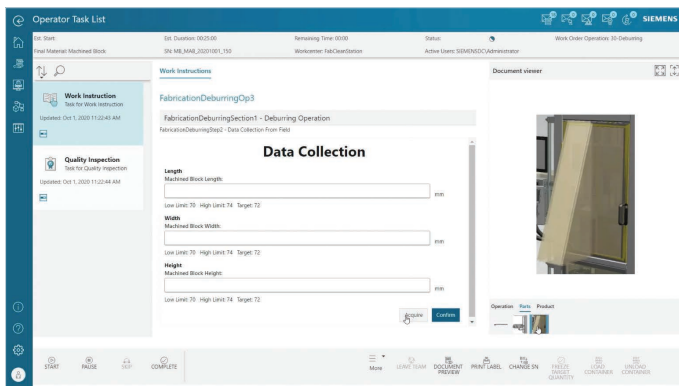 Operator Task List
SIEMENS
Est. Start:
Est. Duration: 00:25:00
Remaining Time: 00:00
Status:
Work Order Operation: 30-Deburring
Final Material: Machined Block
SN: MB_MAB_20201001_150
Workcenter: FabCleanStation
Active Users: SIEMENSDC\Administrator
Work Instruction
Task for Work Instruction
Updated: Oct 1, 2020 11:22:43 AM
Quality Inspection
Task for Quality Inspection
Updated: Oct 1, 2020 11:22:44 AM
Work Instructions
FabricationDeburringOp3
FabricationDeburringSection1 - Deburring Operation
FabricationDeburringStep2 - Data Collection From Field
Data Collection
Length
Machined Block Length:
mm
Low Limit: 70 High Limit: 74 Target: 72
Width
Machined Block Width:
mm
Low Limit: 70 High Limit: 74 Target: 72
Height
Machined Block Height:
mm
Low Limit: 70 High Limit: 74 Target: 72
Acquire
Confirm
Document viewer
Operation Parts Product
START
PAUSE
SKIP
COMPLETE
More
LEAVE TEAM
DOCUMENT
PREVIEW
PRINT LABEL
CHANGE SN
FREEZE
TARGET
QUANTITY
LOAD
CONTAINER
UNLOAD
CONTAINER